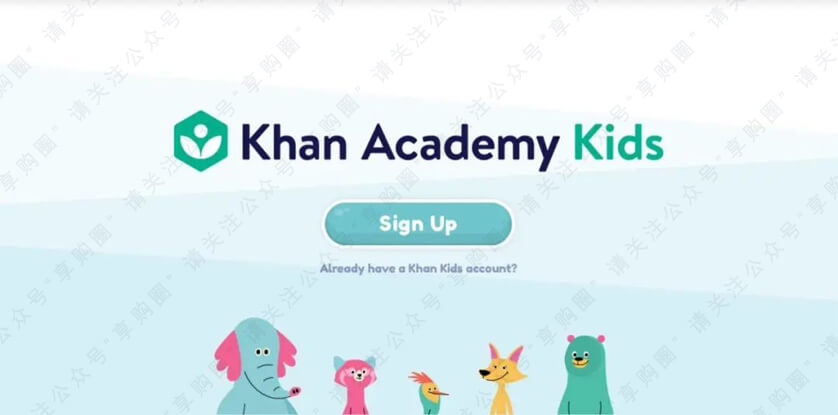 Khan Academy Kids
Sign Up
Already have a Khan Kids account?
请关注公众号"享购圈"